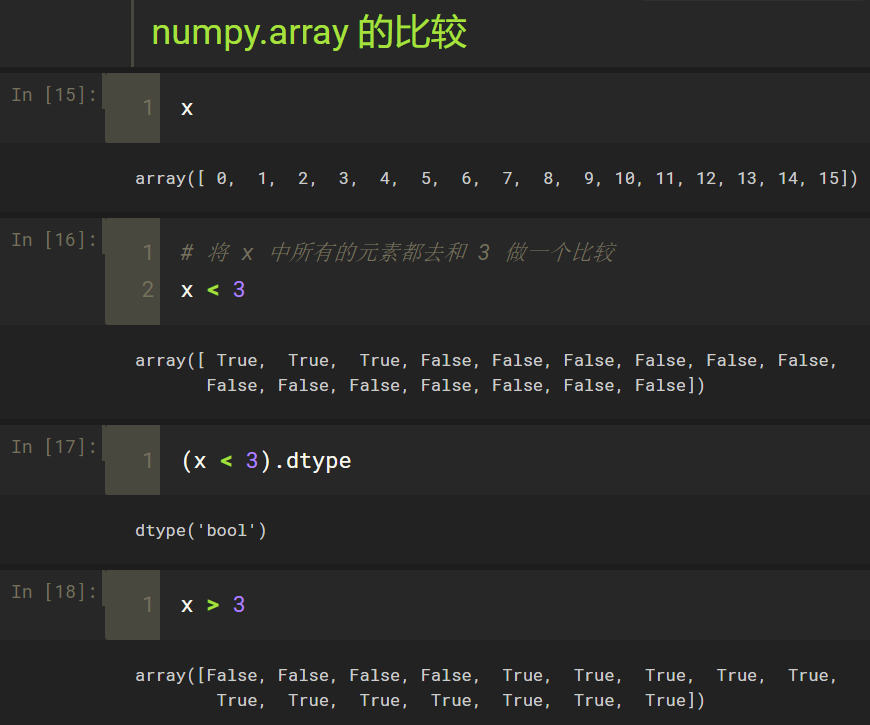 numpy.array 的比较
In [15]:
1 x
array([ 0,  1,  2,  3,  4,  5,  6,  7,  8,  9, 10, 11, 12, 13, 14, 15])
In [16]:
1 # 将 x 中所有的元素都去和 3 做一个比较
2 x < 3
array([ True,  True,  True, False, False, False, False, False, False,
False, False, False, False, False, False, False])
In [17]:
1 (x < 3).dtype
dtype('bool')
In [18]:
1 x > 3
array([False, False, False, False,  True,  True,  True,  True,  True,
True,  True,  True,  True,  True,  True,  True])